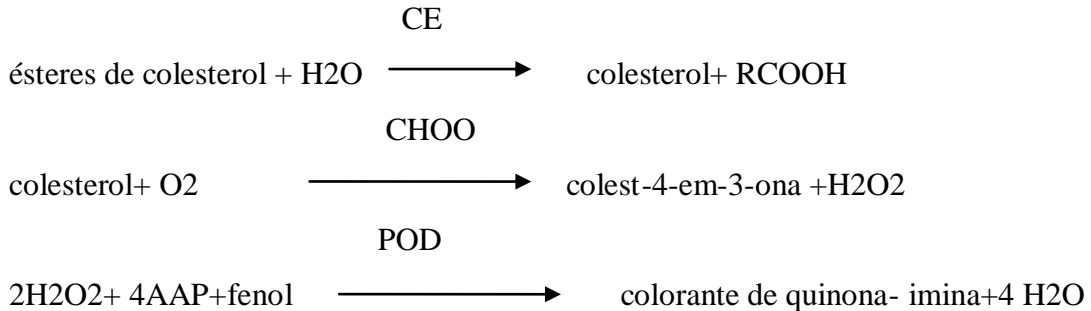 CE
ésteres de colesterol + H2O colesterol+ RCOOH
CHOO
colesterol+ O2 colest-4-em-3-ona +H2O2
POD
2H2O2+ 4AAP+fenol colorante de quinona- imina+4 H2O